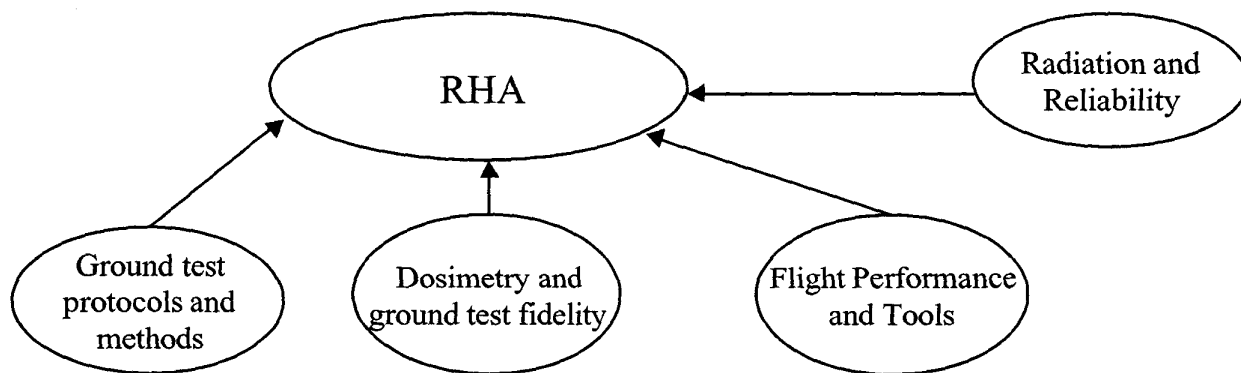 RHA
Radiation and
Reliability
Ground test
protocols and
methods
Dosimetry and
ground test fidelity
Flight Performance
and Tools